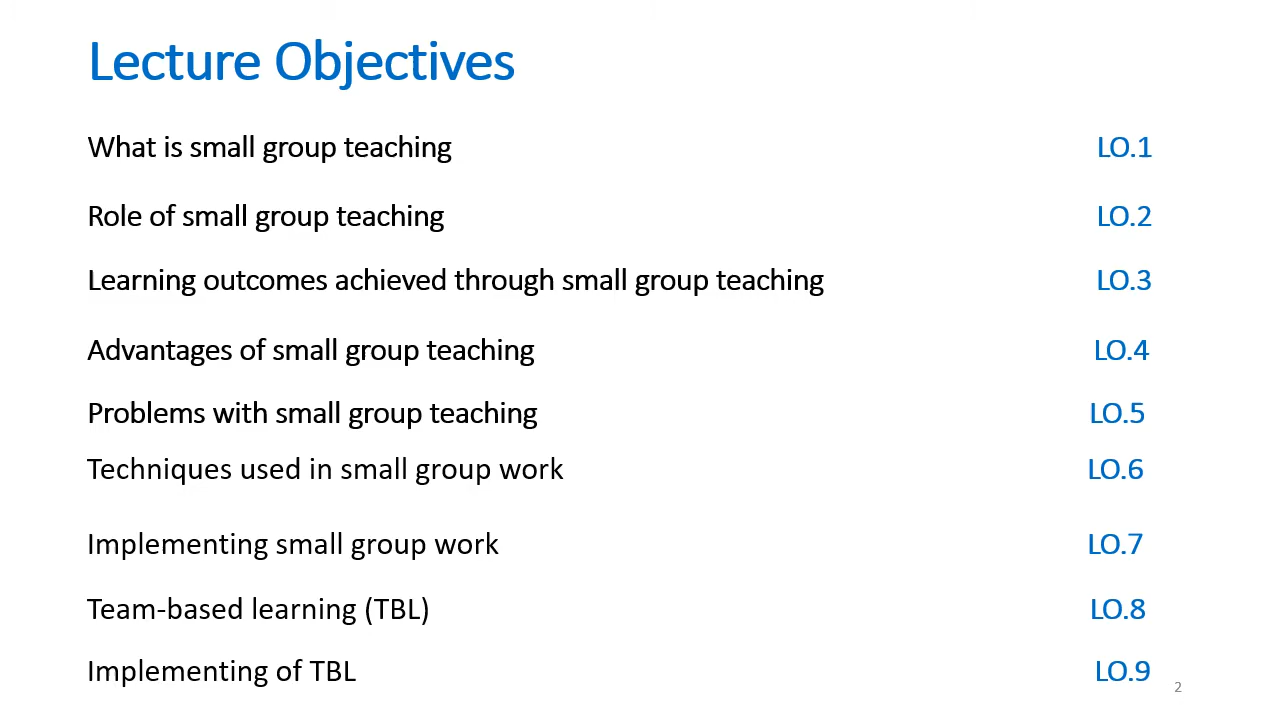 Lecture Objectives
What is small group teaching LO.1
Role of small group teaching LO.2
Learning outcomes achieved through small group teaching LO.3
Advantages of small group teaching LO.4
Problems with small group teaching LO.5
Techniques used in small group work LO.6
Implementing small group work LO.7
Team-based learning (TBL) LO.8
Implementing of TBL LO.9
2